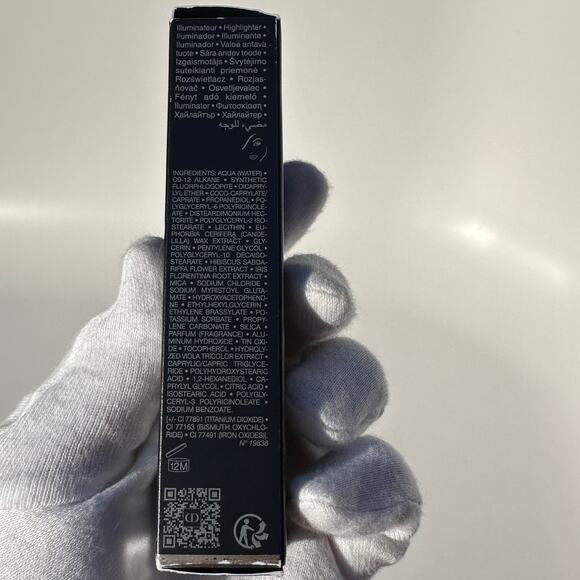 Illuminateur • Highlighter
Iluminador • Illuminante •
Iluminador • Valoa antava
tuote • Sära andev toode •
Izgaismotājs • Švytėjimo
suteikianti priemonė •
Rozświetlacz • Rozjas-
ňovač • Osvetljevalec •
Fényt adó kiemelő •
Iluminator • Φωτοσκίαση •
Хайлайтър • Хайлайтер •
مضيء للوجه
INGREDIENTS: AQUA (WATER) •
C9-12 ALKANE • SYNTHETIC
FLUORPHLOGOPITE • DICAPRY-
LYL ETHER • COCO-CAPRYLATE/
CAPRATE • PROPANEDIOL • PO-
LYGLYCERYL-6 POLYRICINOLE-
ATE • DISTEARDIMONIUM HEC-
TORITE • POLYGLYCERYL-2 ISO-
STEARATE • LECITHIN • EU-
PHORBIA CERIFERA (CANDE-
LILLA) WAX EXTRACT • GLY-
CERIN • PENTYLENE GLYCOL •
POLYGLYCERYL-10 DECAISO-
STEARATE • HIBISCUS SABDA-
RIFFA FLOWER EXTRACT • IRIS
FLORENTINA ROOT EXTRACT •
MICA • SODIUM CHLORIDE •
SODIUM MYRISTOYL GLUTA-
MATE • HYDROXYACETOPHE-
NONE • ETHYLHEXYLGLYCERIN •
ETHYLENE BRASSYLATE • PO-
TASSIUM SORBATE • PROPY-
LENE CARBONATE • SILICA •
PARFUM (FRAGRANCE) • ALU-
MINUM HYDROXIDE • TIN OXI-
DE • TOCOPHEROL • HYDROLY-
ZED VIOLA TRICOLOR EXTRACT •
CAPRYLIC/CAPRIC TRIGLYCE-
RIDE • POLYHYDROXYSTEARIC
ACID • 1,2-HEXANEDIOL • CA-
PRYLYL GLYCOL • CITRIC ACID •
ISOSTEARIC ACID • POLYGLY-
CERYL-3 POLYRICINOLEATE •
SODIUM BENZOATE.
[+/- CI 77891 (TITANIUM DIOXIDE) •
CI 77163 (BISMUTH OXYCHLO-
RIDE) • CI 77491 (IRON OXIDES)].
N° 19838
12M
CD